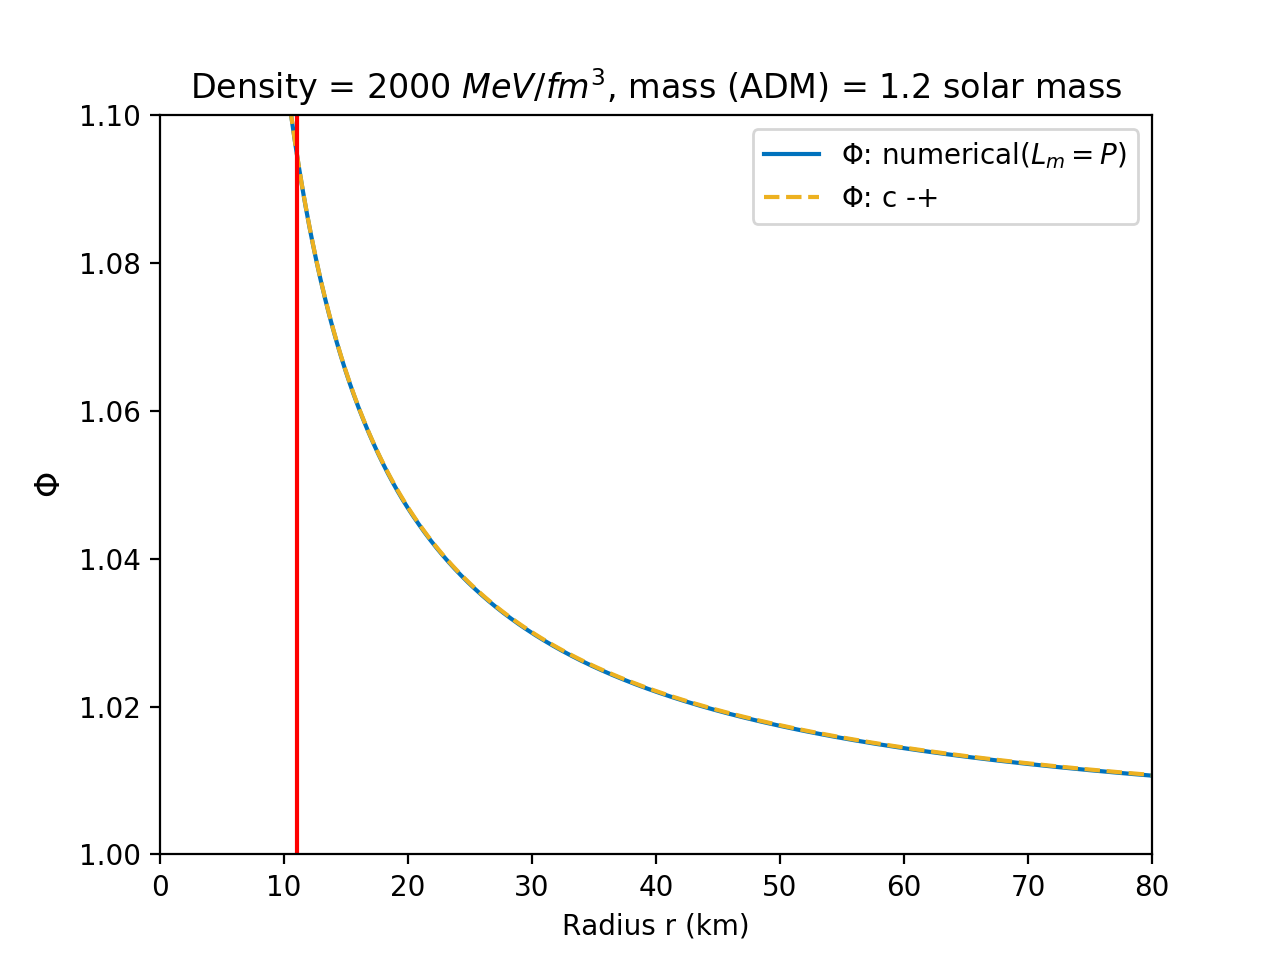 Density = 2000 MeV/fm³, mass (ADM) = 1.2 solar mass
Φ: numerical(L_m = P)
Φ: c -+
1.10
1.08
1.06
1.04
1.02
1.00
Φ
0 10 20 30 40 50 60 70 80
Radius r (km)